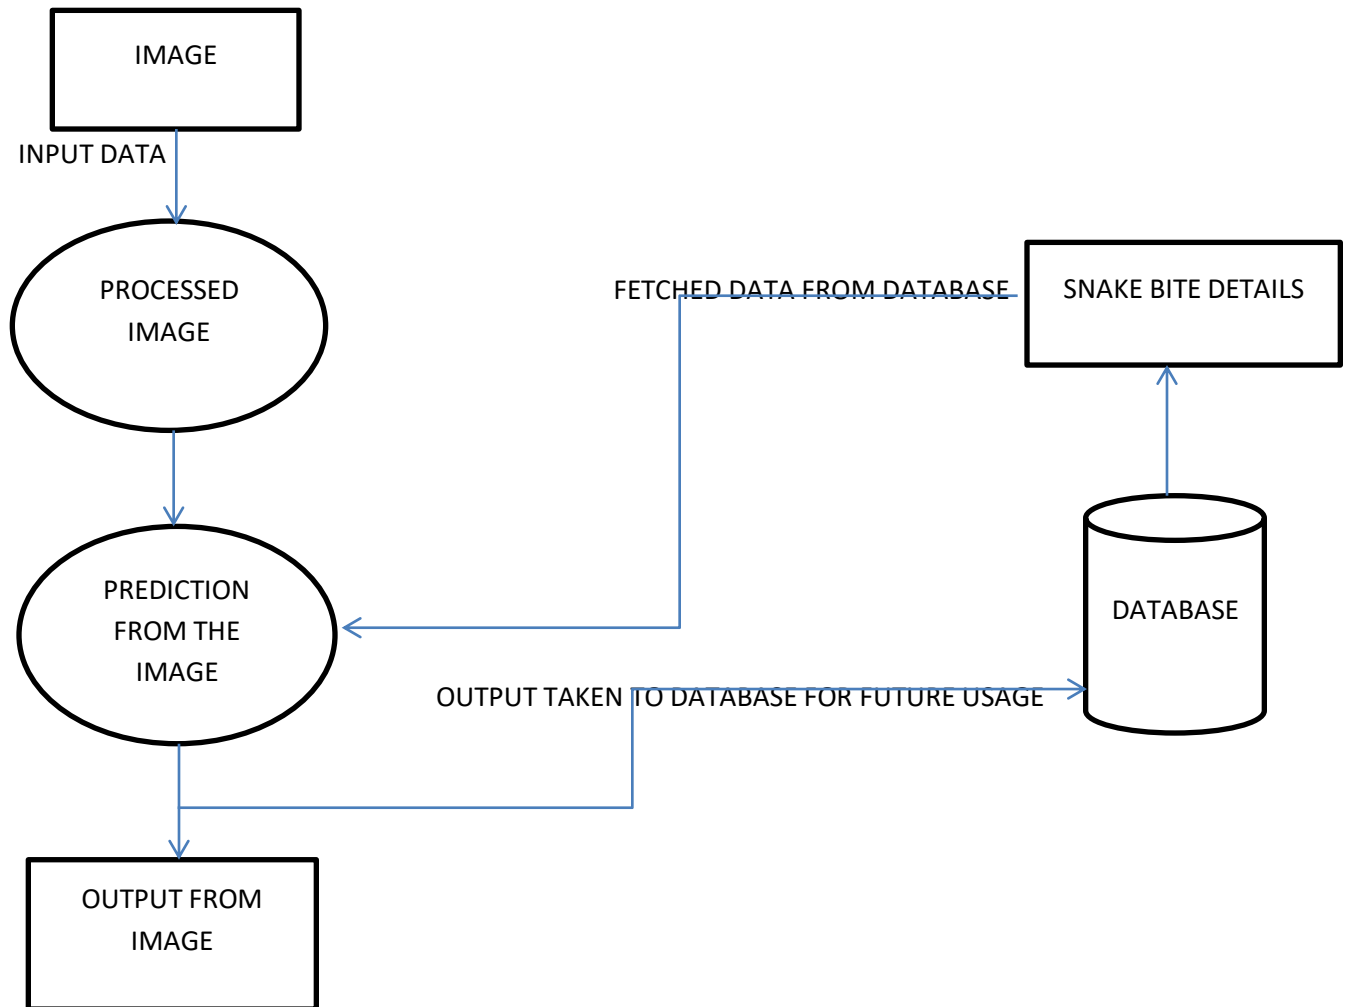 IMAGE
INPUT DATA
PROCESSED
IMAGE
FETCHED DATA FROM DATABASE
SNAKE BITE DETAILS
PREDICTION
FROM THE
IMAGE
DATABASE
OUTPUT TAKEN TO DATABASE FOR FUTURE USAGE
OUTPUT FROM
IMAGE